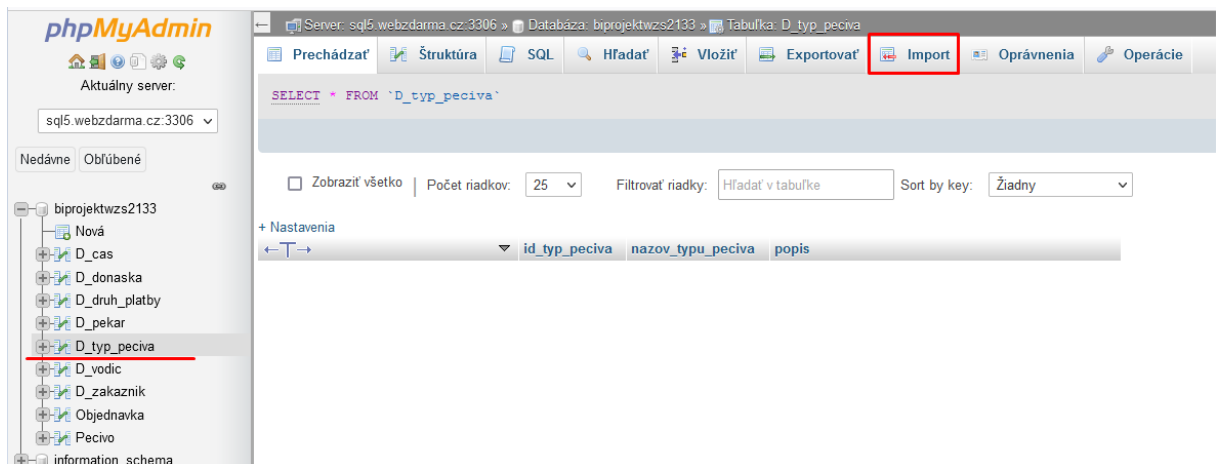 phpMyAdmin
Aktuálny server:
sql5.webzdarma.cz:3306
Nedávne Obľúbené
biprojektwzs2133
Nová
D_cas
D_donaska
D_druh_platby
D_pekar
D_typ_peciva
D_vodic
D_zakaznik
Objednavka
Pecivo
information_schema
Server: sql5.webzdarma.cz:3306 » Databáza: biprojektwzs2133 » Tabuľka: D_typ_peciva
Prechádzať Štruktúra SQL Hľadať Vložiť Exportovať Import Oprávnenia Operácie
SELECT * FROM `D_typ_peciva`
Zobraziť všetko | Počet riadkov: 25 Filtrovať riadky: Hľadať v tabuľke Sort by key: Žiadny
+ Nastavenia
←T→ ▼ id_typ_peciva nazov_typu_peciva popis